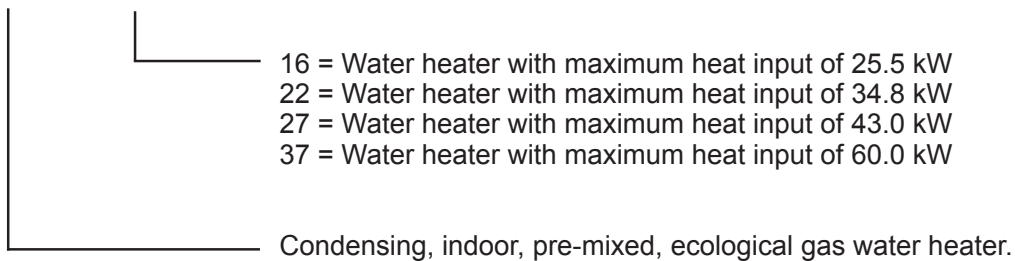 16 = Water heater with maximum heat input of 25.5 kW
22 = Water heater with maximum heat input of 34.8 kW
27 = Water heater with maximum heat input of 43.0 kW
37 = Water heater with maximum heat input of 60.0 kW
Condensing, indoor, pre-mixed, ecological gas water heater.